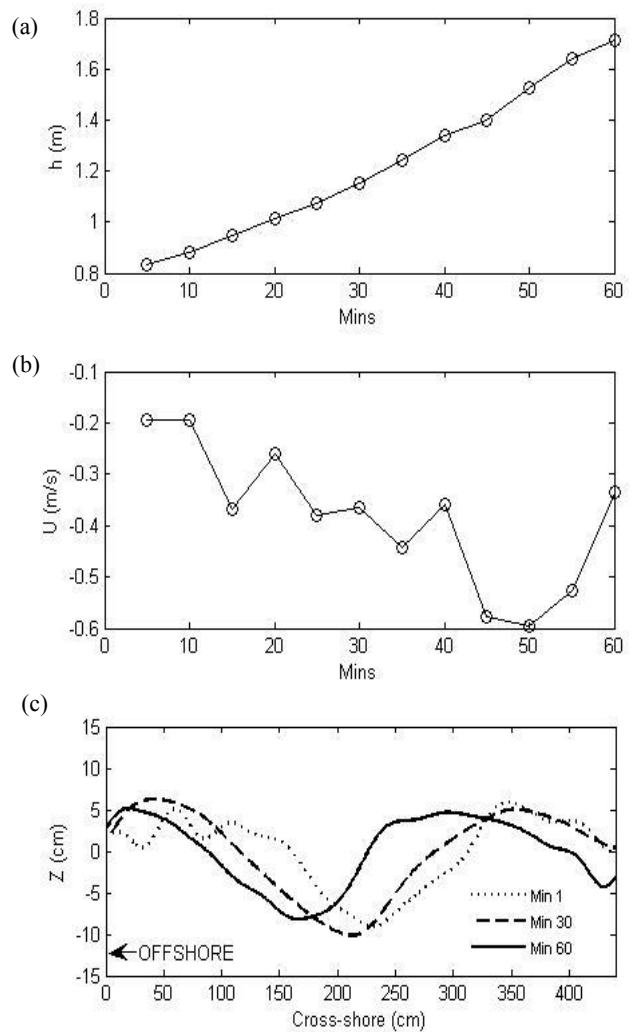 (a)
1.8
1.6
1.4
1.2
1
0.8
h (m)
0 10 20 30 40 50 60
Mins
(b)
-0.1
-0.2
-0.3
-0.4
-0.5
-0.6
U (m/s)
0 10 20 30 40 50 60
Mins
(c)
15
10
5
0
-5
-10
-15
Z (cm)
Min 1
Min 30
Min 60
OFFSHORE
0 50 100 150 200 250 300 350 400
Cross-shore (cm)